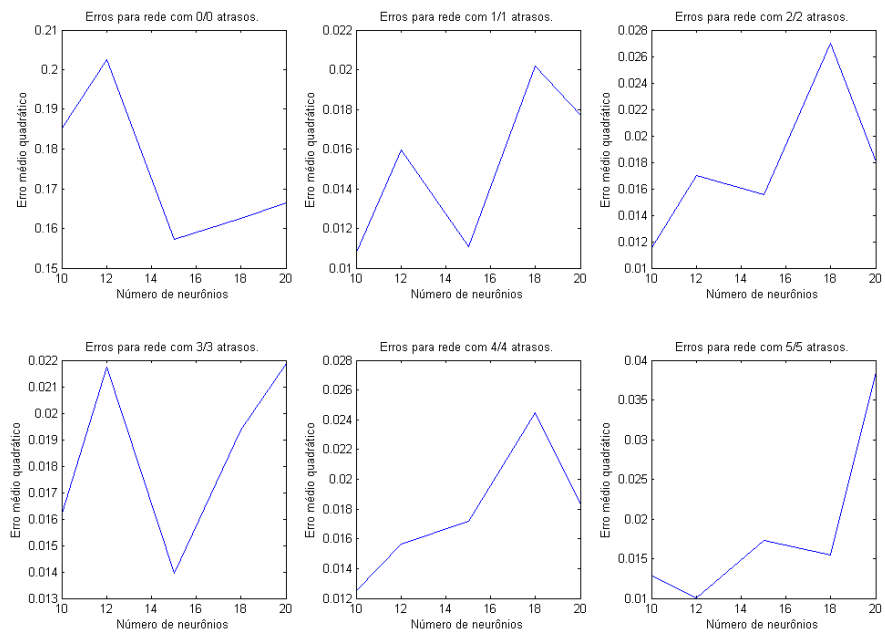 Erros para rede com 0/0 atrasos.
0.21
0.2
0.19
0.18
0.17
0.16
0.15
Erro médio quadrático
10 12 14 16 18 20
Número de neurônios
Erros para rede com 1/1 atrasos.
0.022
0.02
0.018
0.016
0.014
0.012
0.01
Erro médio quadrático
10 12 14 16 18 20
Número de neurônios
Erros para rede com 2/2 atrasos.
0.028
0.026
0.024
0.022
0.02
0.018
0.016
0.014
0.012
0.01
Erro médio quadrático
10 12 14 16 18 20
Número de neurônios
Erros para rede com 3/3 atrasos.
0.022
0.021
0.02
0.019
0.018
0.017
0.016
0.015
0.014
0.013
Erro médio quadrático
10 12 14 16 18 20
Número de neurônios
Erros para rede com 4/4 atrasos.
0.028
0.026
0.024
0.022
0.02
0.018
0.016
0.014
0.012
Erro médio quadrático
10 12 14 16 18 20
Número de neurônios
Erros para rede com 5/5 atrasos.
0.04
0.035
0.03
0.025
0.02
0.015
0.01
Erro médio quadrático
10 12 14 16 18 20
Número de neurônios